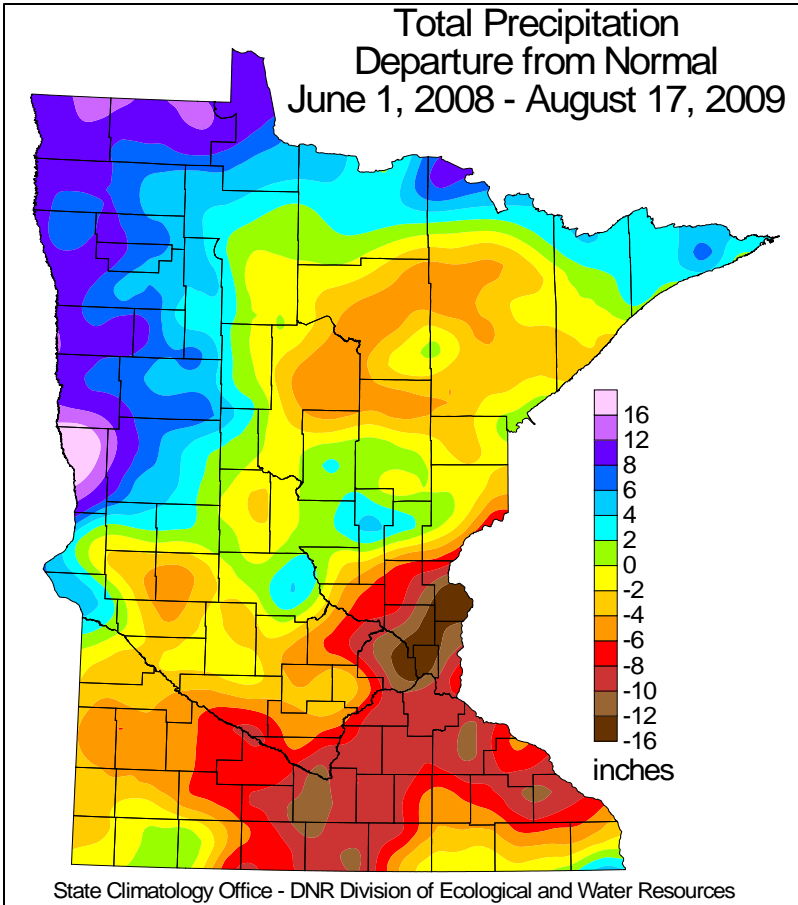 Total Precipitation
Departure from Normal
June 1, 2008 - August 17, 2009
16
12
8
6
4
2
0
-2
-4
-6
-8
-10
-12
-16
inches
State Climatology Office - DNR Division of Ecological and Water Resources